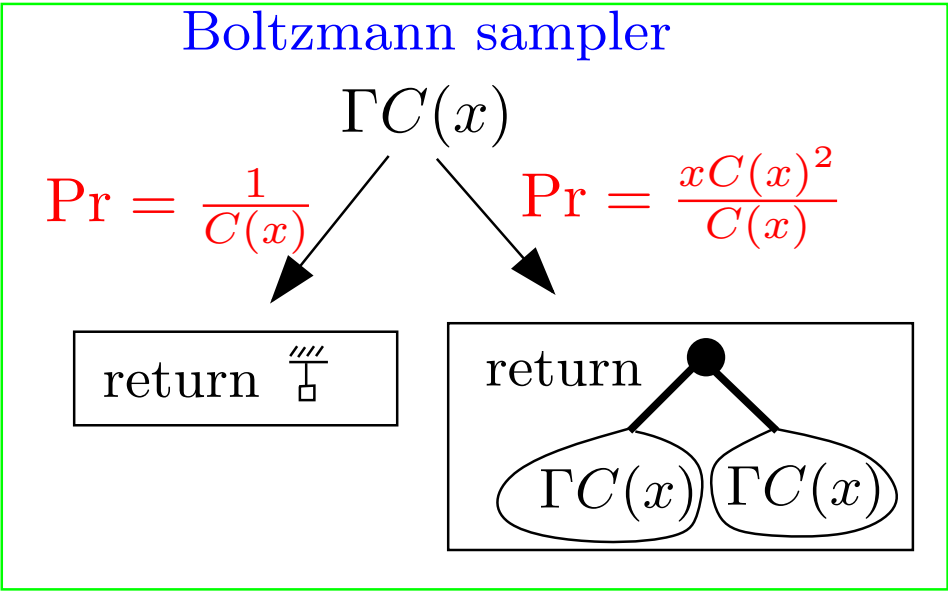 Boltzmann sampler
ΓC(x)
Pr = 1/C(x)
Pr = xC(x)²/C(x)
return
return
ΓC(x) ΓC(x)